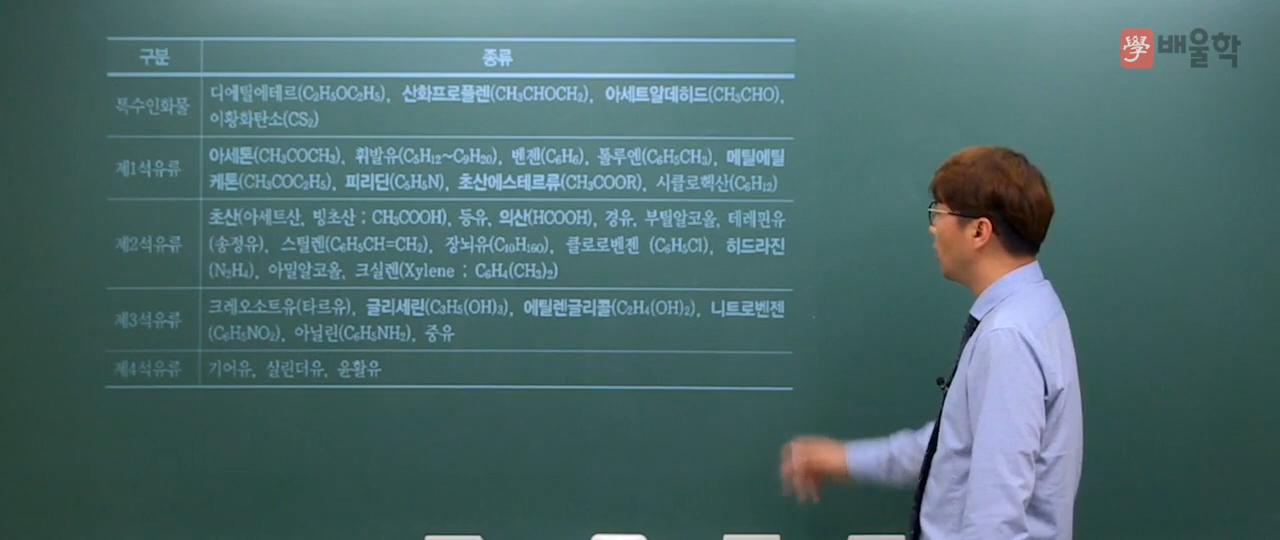 學 배울학
구분 종류
특수인화물 디에틸에테르(C₂H₅OC₂H₅), 산화프로플렌(CH₃CHOCH₂), 아세트알데히드(CH₃CHO),
이황화탄소(CS₂)
제1석유류 아세톤(CH₃COCH₃), 휘발유(C₅H₁₂~C₉H₂₀), 벤젠(C₆H₆), 톨루엔(C₆H₅CH₃), 메틸에틸
케톤(CH₃COC₂H₅), 피리딘(C₅H₅N), 초산에스테르류(CH₃COOR), 시클로헥산(C₆H₁₂)
제2석유류 초산(아세트산, 빙초산 : CH₃COOH), 등유, 의산(HCOOH), 경유, 부틸알코올, 테레핀유
(송정유), 스틸렌(C₆H₅CH=CH₂), 장뇌유(C₁₀H₁₆O), 클로로벤젠 (C₆H₅Cl), 히드라진
(N₂H₄), 아밀알코올, 크실렌(Xylene : C₆H₄(CH₃)₂)
제3석유류 크레오소트유(타르유), 글리세린(C₃H₅(OH)₃), 에틸렌글리콜(C₂H₄(OH)₂), 니트로벤젠
(C₆H₅NO₂), 아닐린(C₆H₅NH₂), 중유
제4석유류 기어유, 실린더유, 윤활유